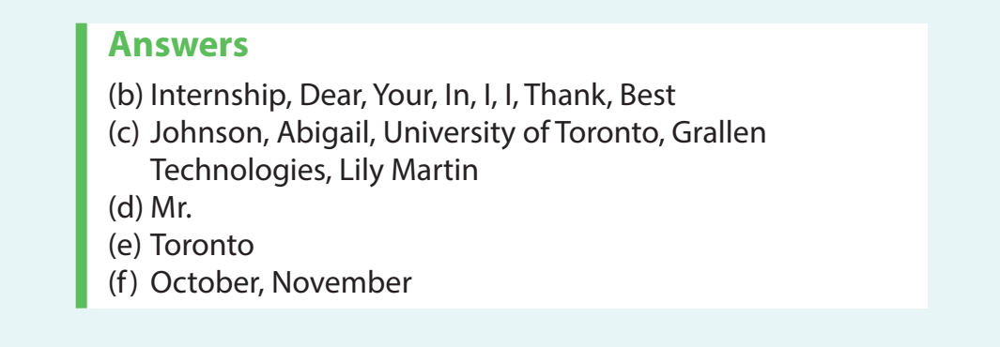 Answers
(b) Internship, Dear, Your, In, I, I, Thank, Best
(c) Johnson, Abigail, University of Toronto, Grallen
Technologies, Lily Martin
(d) Mr.
(e) Toronto
(f) October, November